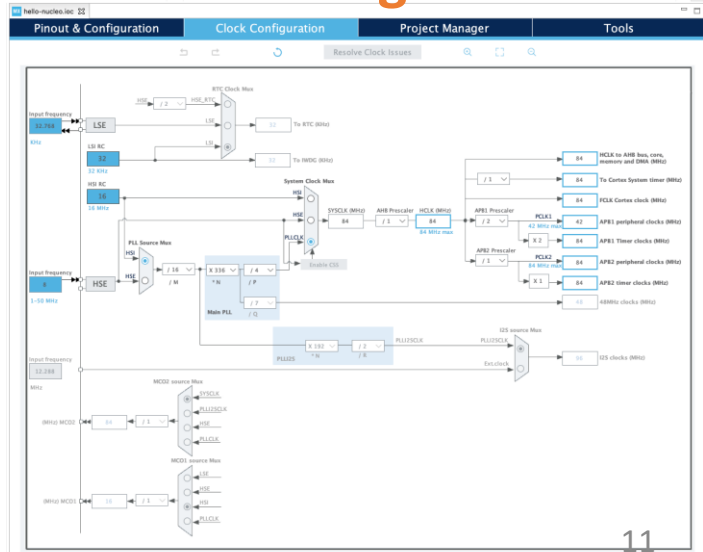 hello-nucleo.ioc
Pinout & Configuration
Clock Configuration
Project Manager
Tools
Resolve Clock Issues
RTC Clock Mux
HSE
/ 2
HSE_RTC
Input frequency
32.768
KHz
LSE
LSE
32
To RTC (KHz)
LSI RC
LSI
32
32 KHz
32
To IWDG (KHz)
HSI RC
16
16 MHz
System Clock Mux
HSI
HSE
PLLCLK
SYSCLK (MHz)
84
AHB Prescaler
/ 1
HCLK (MHz)
84
84 MHz max
84
HCLK to AHB bus, core,
memory and DMA (MHz)
/ 1
84
To Cortex System timer (MHz)
84
FCLK Cortex clock (MHz)
APB1 Prescaler
/ 2
PCLK1
42 MHz max
42
APB1 peripheral clocks (MHz)
X 2
84
APB1 Timer clocks (MHz)
APB2 Prescaler
/ 1
PCLK2
84 MHz max
84
APB2 peripheral clocks (MHz)
X 1
84
APB2 timer clocks (MHz)
PLL Source Mux
HSI
HSE
Input frequency
8
1-50 MHz
HSE
/ 16
/ M
X 336
* N
/ 4
/ P
Enable CSS
/ 7
/ Q
Main PLL
48MHz clocks (MHz)
PLLI2S
X 192
* N
/ 2
/ R
PLLI2SCLK
I2S source Mux
PLLI2SCLK
Ext.clock
I2S clocks (MHz)
Input frequency
12.288
MHz
MCO2 source Mux
SYSCLK
PLLI2SCLK
HSE
PLLCLK
(MHz) MCO2
84
/ 1
MCO1 source Mux
LSE
HSE
HSI
PLLCLK
(MHz) MCO1
16
/ 1
11